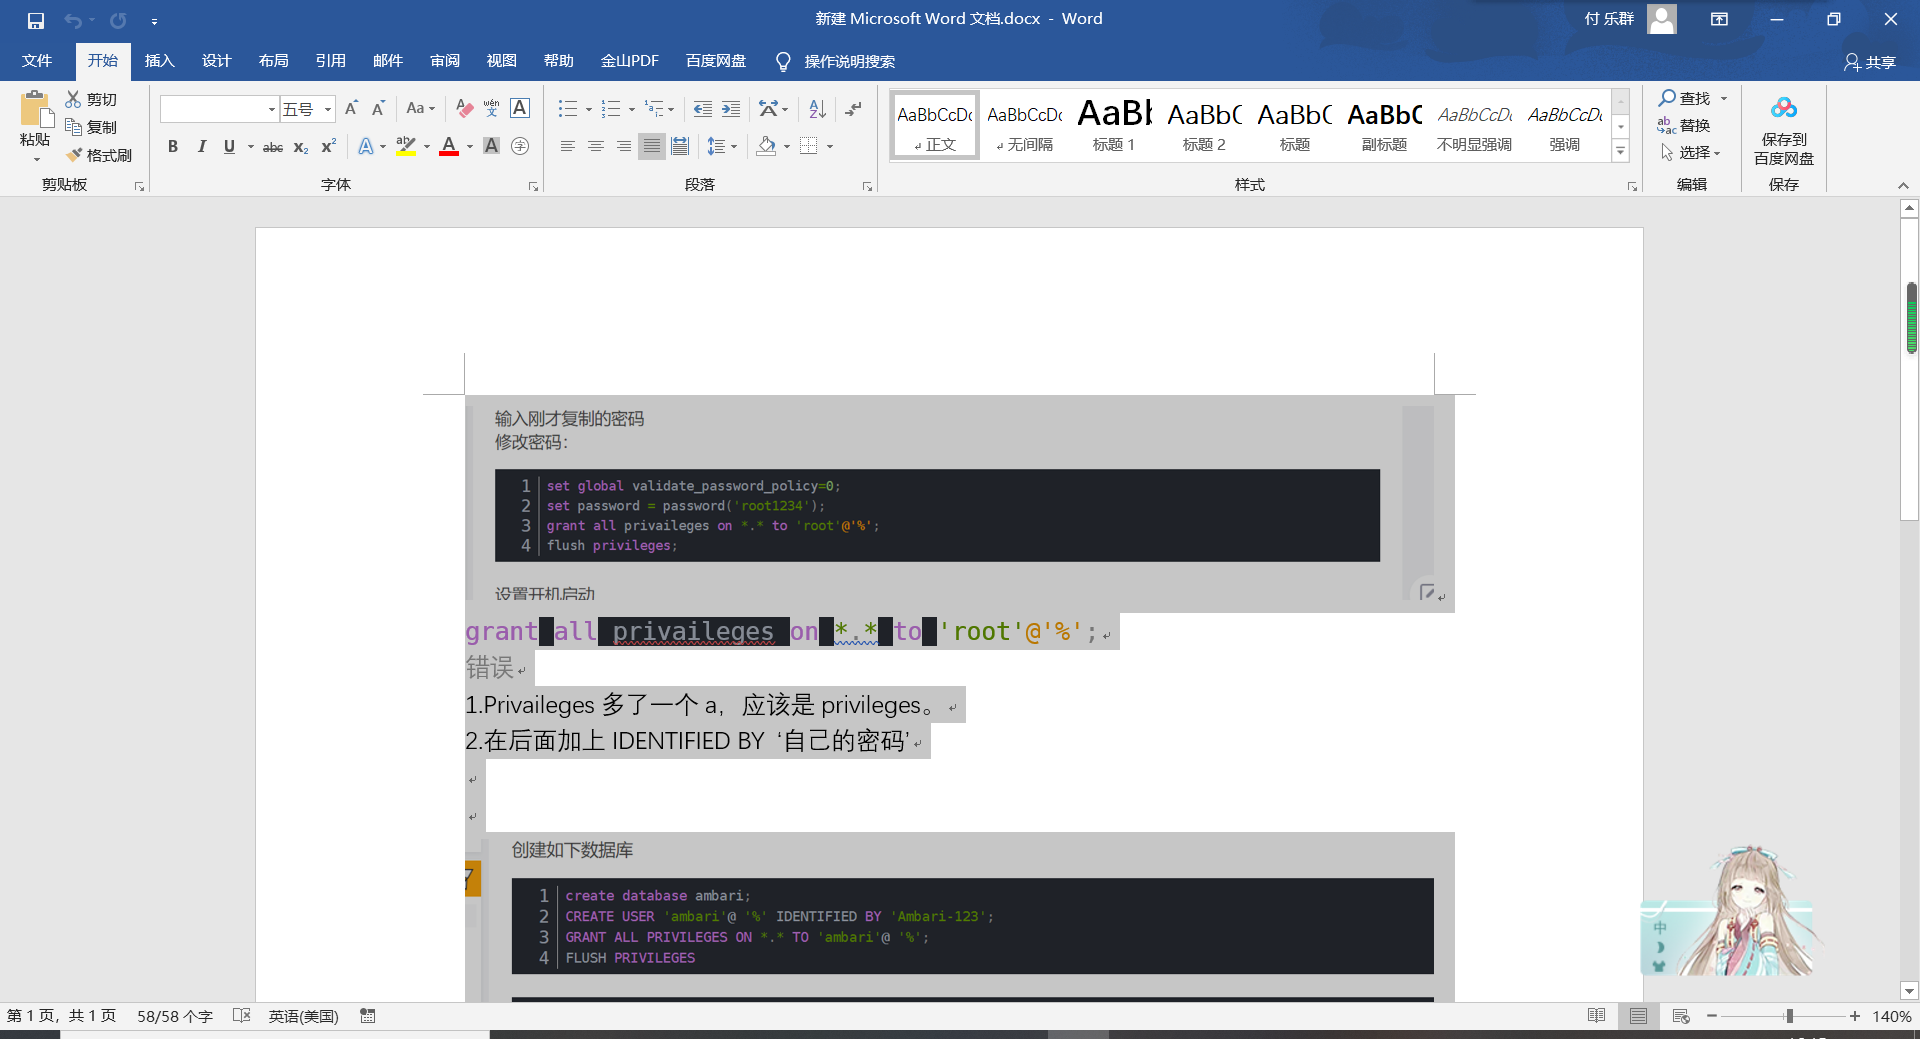 新建 Microsoft Word 文档.docx - Word
付 乐群
文件 开始 插入 设计 布局 引用 邮件 审阅 视图 帮助 金山PDF 百度网盘 操作说明搜索
共享
粘贴
剪切
复制
格式刷
剪贴板
五号
Aa
wén
文
A
B I U abc x₂ x² A aby A A 字
字体
段落
AaBbCcDc AaBbCcDc AaBl AaBbC AaBbC AaBbC AaBbCcDc AaBbCcDc
正文 无间隔 标题 1 标题 2 标题 副标题 不明显强调 强调
样式
查找
替换
选择
编辑
保存到
百度网盘
保存
输入刚才复制的密码
修改密码：
1 set global validate_password_policy=0;
2 set password = password('root1234');
3 grant all privaileges on *.* to 'root'@'%';
4 flush privileges;
设置开机启动
grant all privaileges on *.* to 'root'@'%';
错误
1.Privaileges 多了一个 a，应该是 privileges。
2.在后面加上 IDENTIFIED BY ‘自己的密码’
创建如下数据库
1 create database ambari;
2 CREATE USER 'ambari'@ '%' IDENTIFIED BY 'Ambari-123';
3 GRANT ALL PRIVILEGES ON *.* TO 'ambari'@ '%';
4 FLUSH PRIVILEGES
中
第 1 页，共 1 页 58/58 个字 英语(美国) 140%